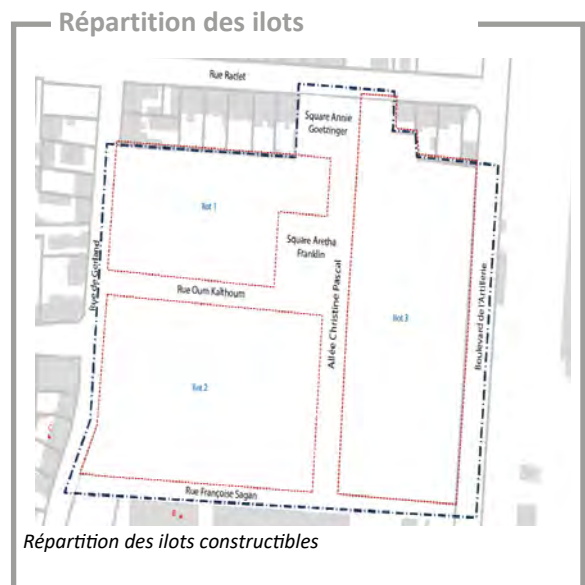 Répartition des ilots
Rue Raclet
Square Annie
Goetzinger
Ilot 1
Square Aretha
Franklin
Rue de Gerland
Rue Oum Kalthoum
Allée Christine Pascal
Ilot 3
Boulevard de l'Artillerie
Ilot 2
Rue Françoise Sagan
Répartition des ilots constructibles